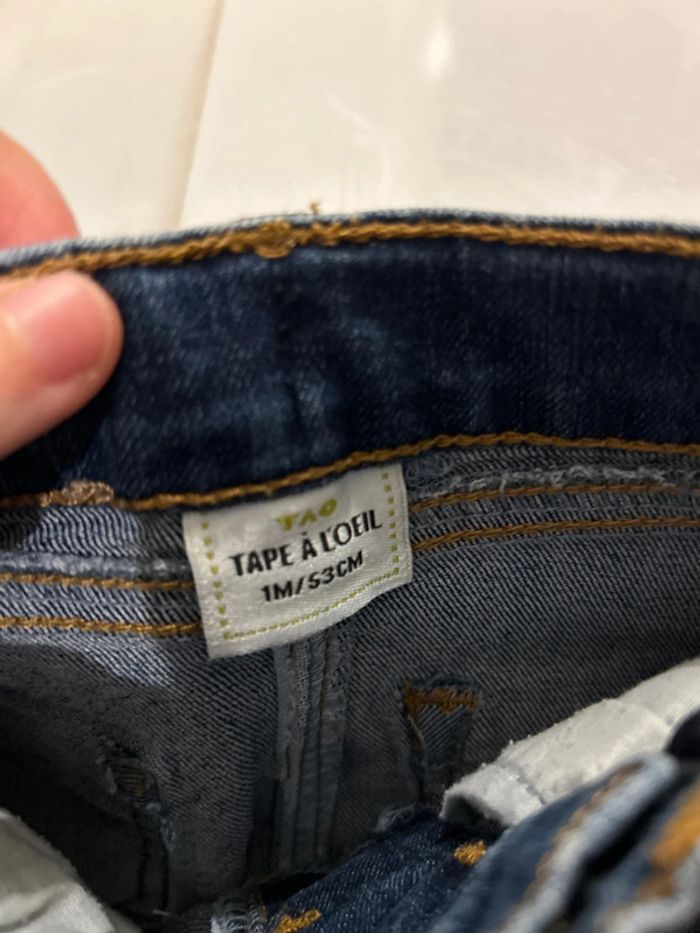 TAO
TAPE À L'OEIL
1M/53CM